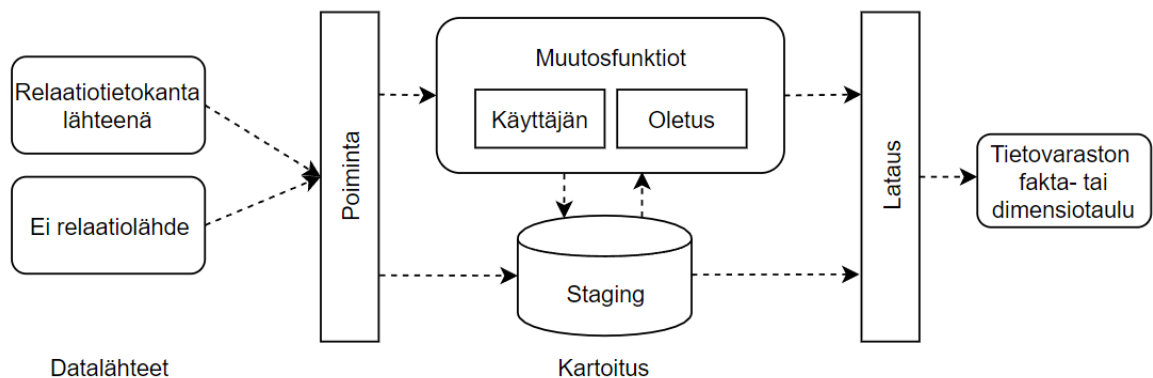 Relaatiotietokanta
lähteenä
Ei relaatiolähde
Datalähteet
Poiminta
Muutosfunktiot
Käyttäjän
Oletus
Staging
Kartoitus
Lataus
Tietovaraston
fakta- tai
dimensiotaulu